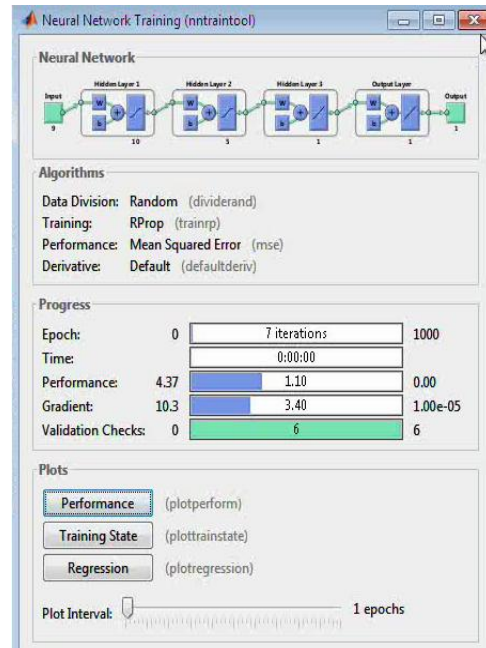 Neural Network Training (nntraintool)
Neural Network
Hidden Layer 1 Hidden Layer 2 Hidden Layer 3 Output Layer
Input Output
W W W W
b b b b
9 1
10 5 1 1
Algorithms
Data Division: Random (dividerand)
Training: RProp (trainrp)
Performance: Mean Squared Error (mse)
Derivative: Default (defaultderiv)
Progress
Epoch: 0 7 iterations 1000
Time: 0:00:00
Performance: 4.37 1.10 0.00
Gradient: 10.3 3.40 1.00e-05
Validation Checks: 0 6 6
Plots
Performance (plotperform)
Training State (plottrainstate)
Regression (plotregression)
Plot Interval: 1 epochs